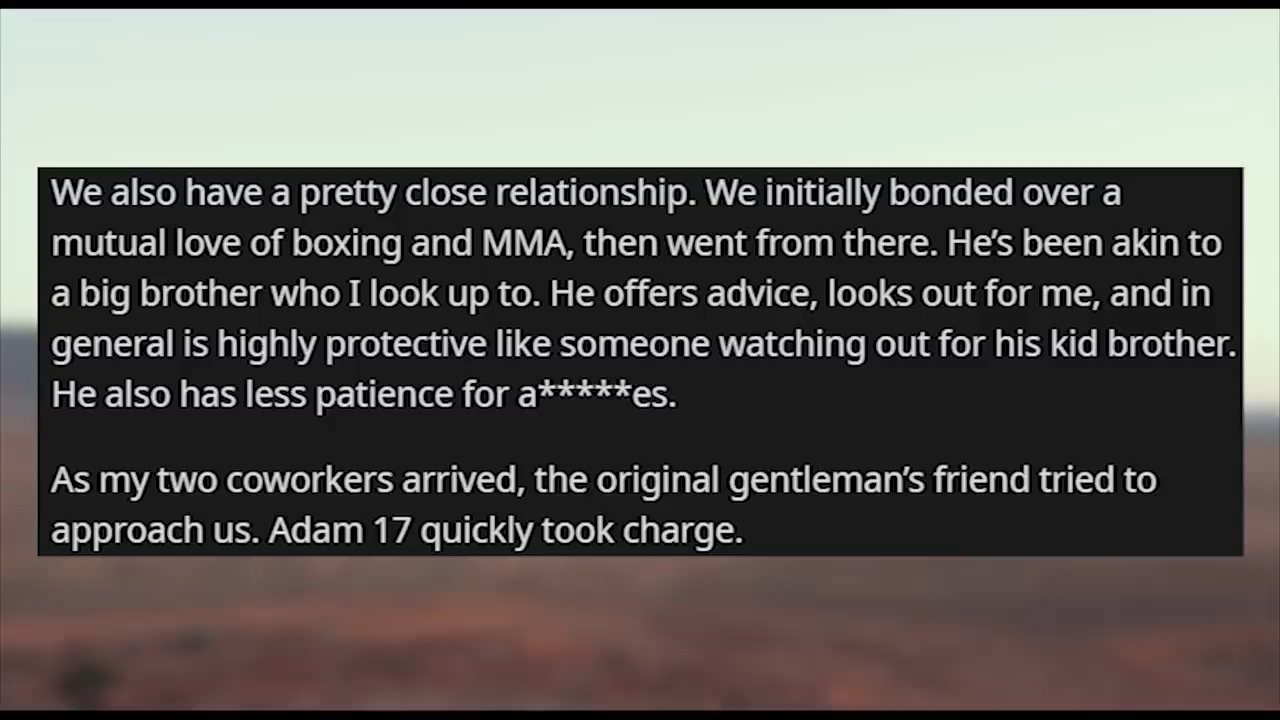 We also have a pretty close relationship. We initially bonded over a
mutual love of boxing and MMA, then went from there. He’s been akin to
a big brother who I look up to. He offers advice, looks out for me, and in
general is highly protective like someone watching out for his kid brother.
He also has less patience for a*****es.
As my two coworkers arrived, the original gentleman’s friend tried to
approach us. Adam 17 quickly took charge.